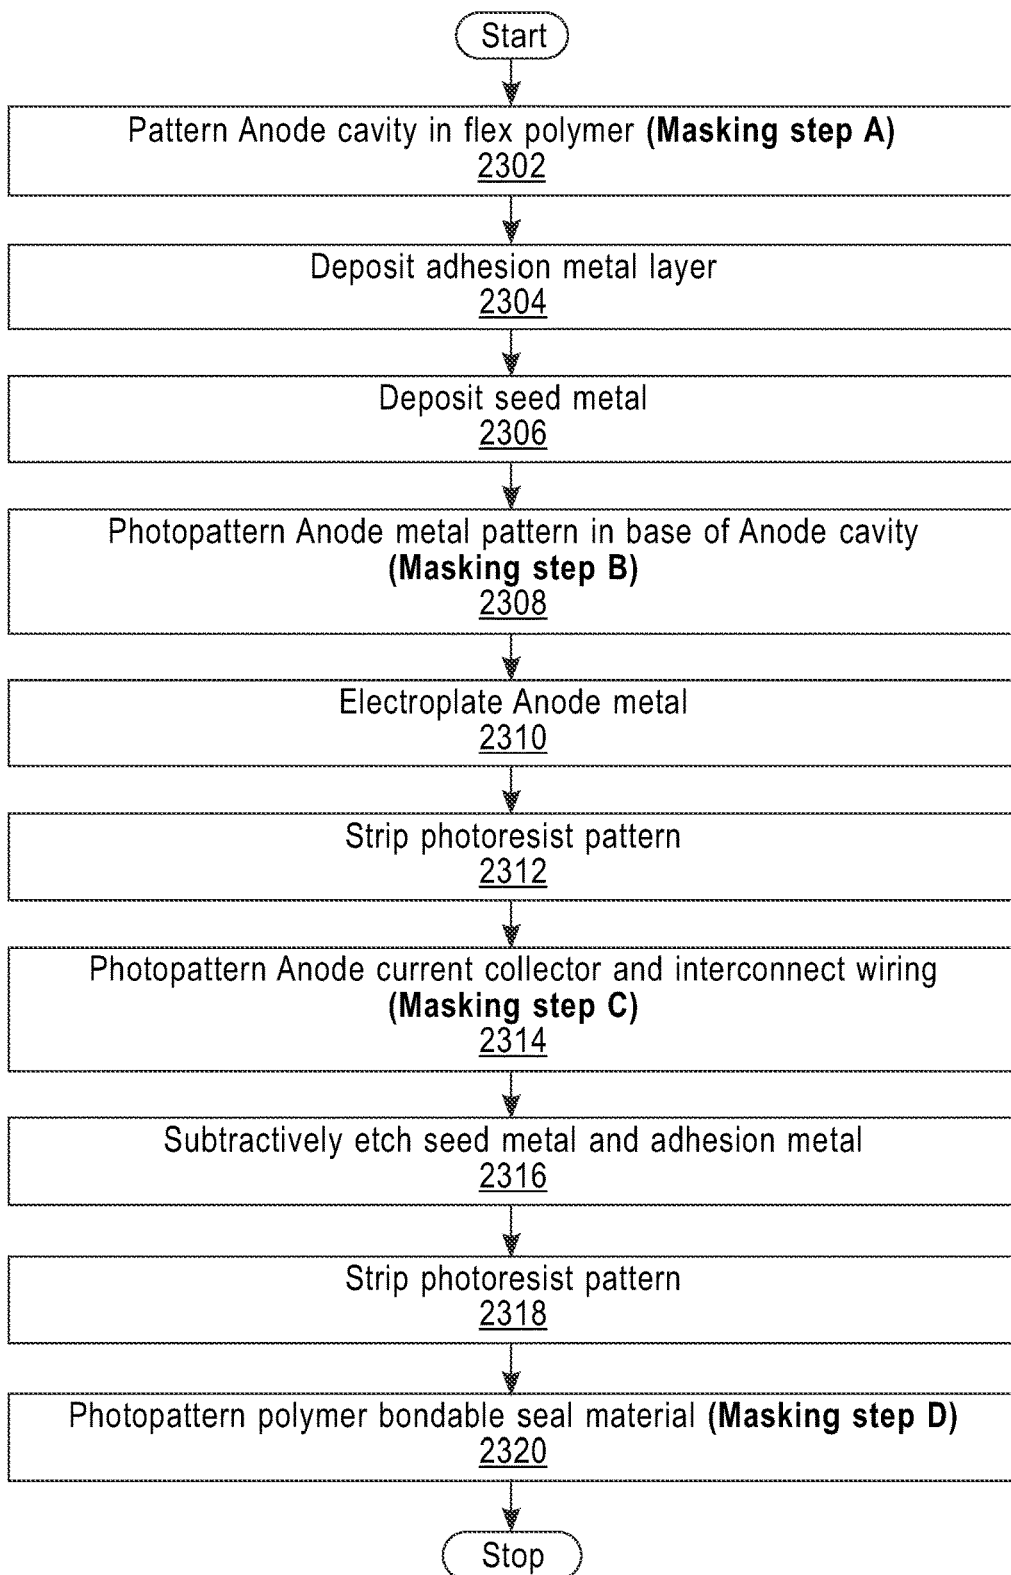 Start
Pattern Anode cavity in flex polymer (Masking step A)
2302
Deposit adhesion metal layer
2304
Deposit seed metal
2306
Photopattern Anode metal pattern in base of Anode cavity
(Masking step B)
2308
Electroplate Anode metal
2310
Strip photoresist pattern
2312
Photopattern Anode current collector and interconnect wiring
(Masking step C)
2314
Subtractively etch seed metal and adhesion metal
2316
Strip photoresist pattern
2318
Photopattern polymer bondable seal material (Masking step D)
2320
Stop